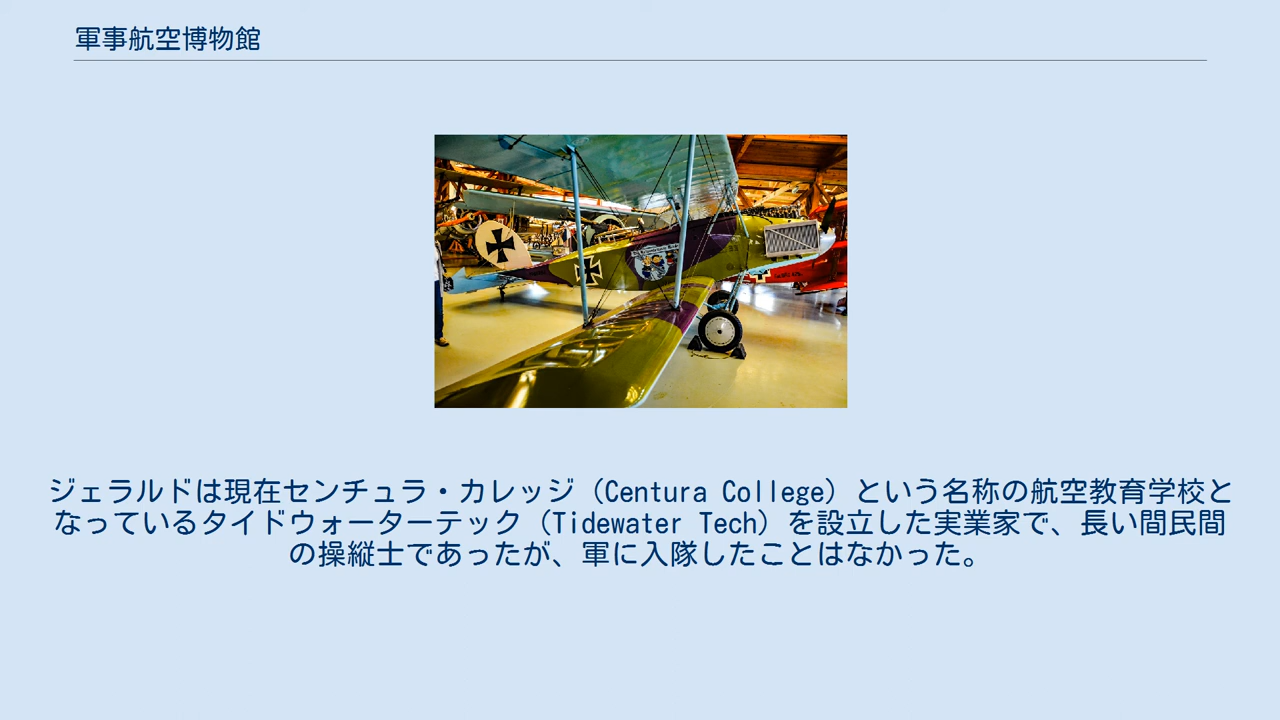 軍事航空博物館
ジェラルドは現在センチュラ・カレッジ（Centura College）という名称の航空教育学校と
なっているタイドウォーターテック（Tidewater Tech）を設立した実業家で、長い間民間
の操縦士であったが、軍に入隊したことはなかった。